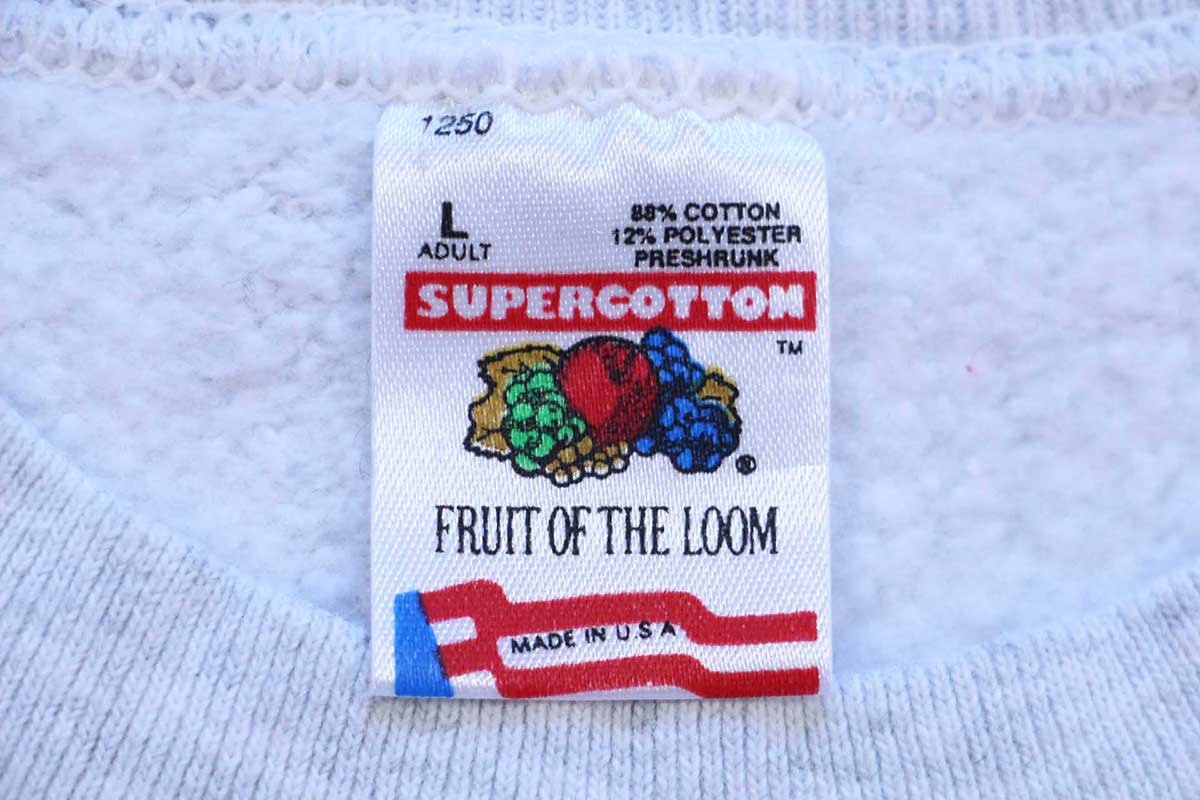 1250
L
ADULT
88% COTTON
12% POLYESTER
PRESHRUNK
SUPERCOTTON
TM
®
FRUIT OF THE LOOM
MADE IN U.S A